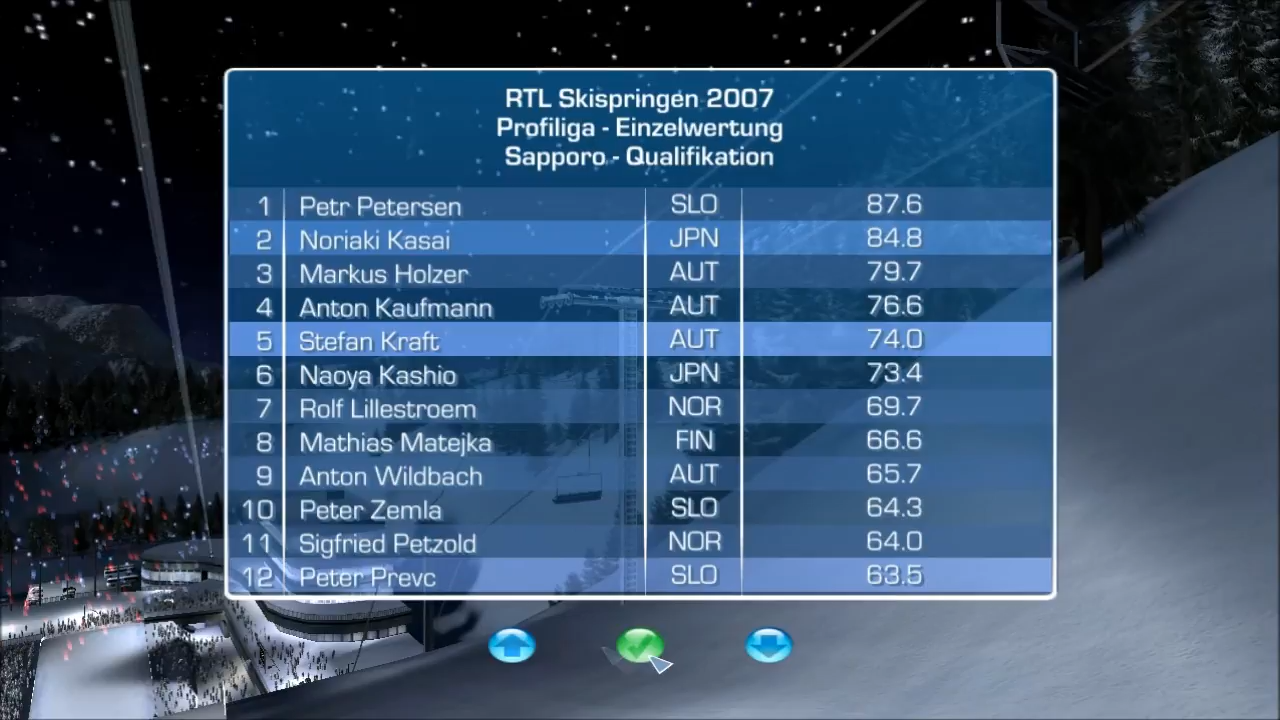 RTL Skispringen 2007
Profiliga - Einzelwertung
Sapporo - Qualifikation
1 Petr Petersen SLO 87.6
2 Noriaki Kasai JPN 84.8
3 Markus Holzer AUT 79.7
4 Anton Kaufmann AUT 76.6
5 Stefan Kraft AUT 74.0
6 Naoya Kashio JPN 73.4
7 Rolf Lillestroem NOR 69.7
8 Mathias Matejka FIN 66.6
9 Anton Wildbach AUT 65.7
10 Peter Zemla SLO 64.3
11 Sigfried Petzold NOR 64.0
12 Peter Prevc SLO 63.5